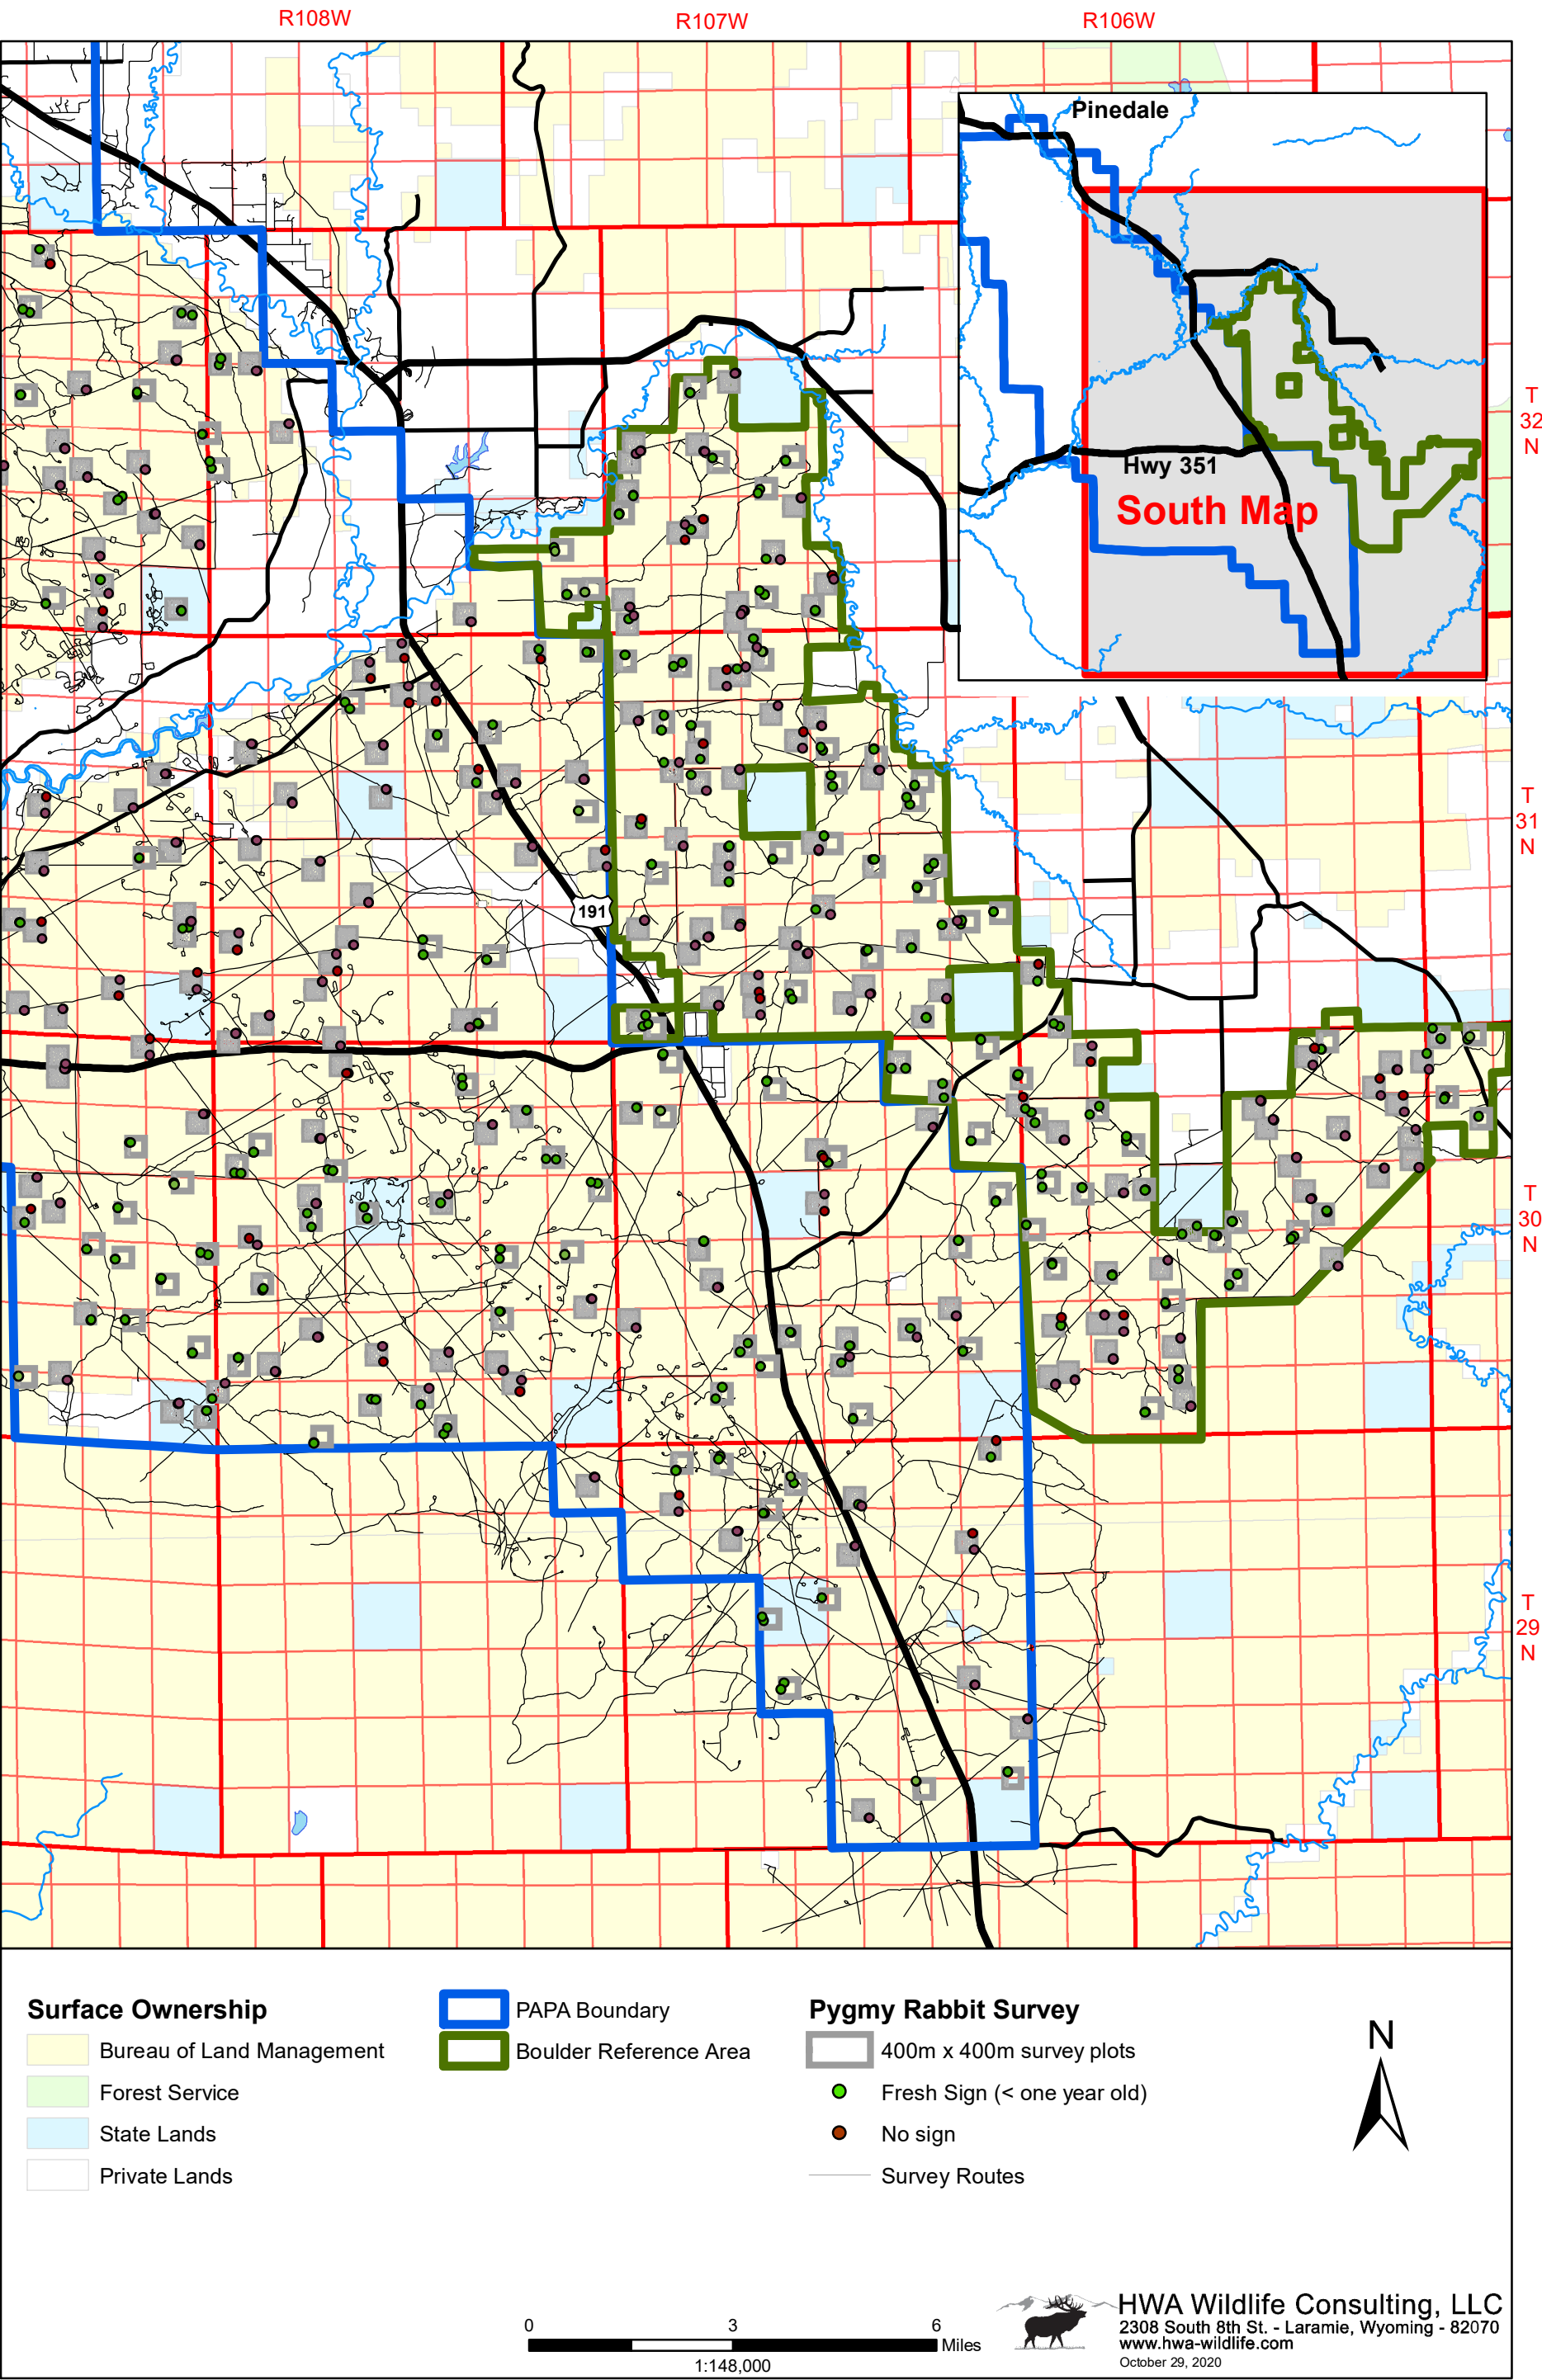 R108W
R107W
R106W
Pinedale
Hwy 351
South Map
T
32
N
T
31
N
191
T
30
N
T
29
N
Surface Ownership
Bureau of Land Management
Forest Service
State Lands
Private Lands
PAPA Boundary
Boulder Reference Area
Pygmy Rabbit Survey
400m x 400m survey plots
Fresh Sign (< one year old)
No sign
Survey Routes
N
0 3 6
Miles
1:148,000
HWA Wildlife Consulting, LLC
2308 South 8th St. - Laramie, Wyoming - 82070
www.hwa-wildlife.com
October 29, 2020